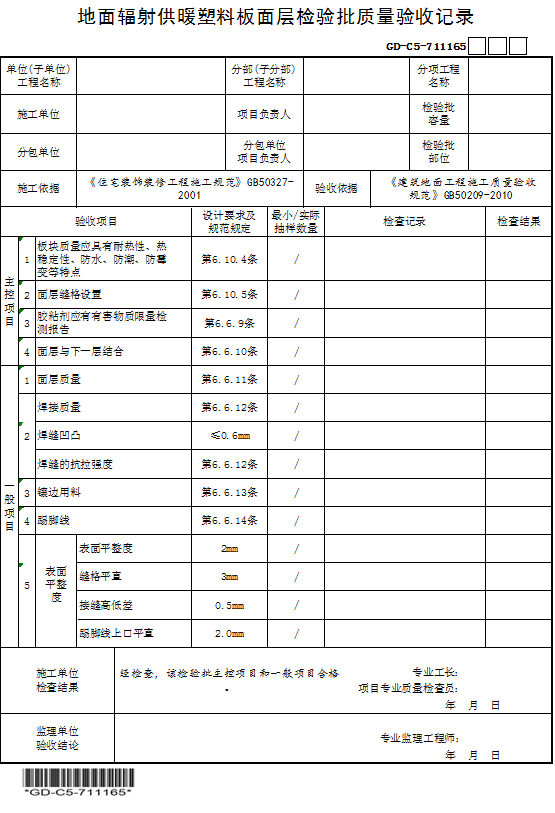 地面辐射供暖塑料板面层检验批质量验收记录
GD-C5-711165
单位(子单位)
工程名称
分部(子分部)
工程名称
分项工程
名称
施工单位
项目负责人
检验批
容量
分包单位
分包单位
项目负责人
检验批
部位
施工依据
《住宅装饰装修工程施工规范》GB50327-
2001
验收依据
《建筑地面工程施工质量验收
规范》GB50209-2010
验收项目
设计要求及
规范规定
最小/实际
抽样数量
检查记录
检查结果
主控项目
1
板块质量应具有耐热性、热
稳定性、防水、防潮、防霉
变等特点
第6.10.4条
/
2
面层缝格设置
第6.10.5条
/
3
胶粘剂应有有害物质限量检
测报告
第6.6.9条
/
4
面层与下一层结合
第6.6.10条
/
一般项目
1
面层质量
第6.6.11条
/
2
焊接质量
第6.6.12条
/
焊缝凹凸
≤0.6mm
/
焊缝的抗拉强度
第6.6.12条
/
3
镶边用料
第6.6.13条
/
4
踢脚线
第6.6.14条
/
5
表面
平整
度
表面平整度
2mm
/
缝格平直
3mm
/
接缝高低差
0.5mm
/
踢脚线上口平直
2.0mm
/
施工单位
检查结果
经检查，该检验批主控项目和一般项目合格
。
专业工长:
项目专业质量检查员:
年 月 日
监理单位
验收结论
专业监理工程师:
年 月 日
*GD-C5-711165*